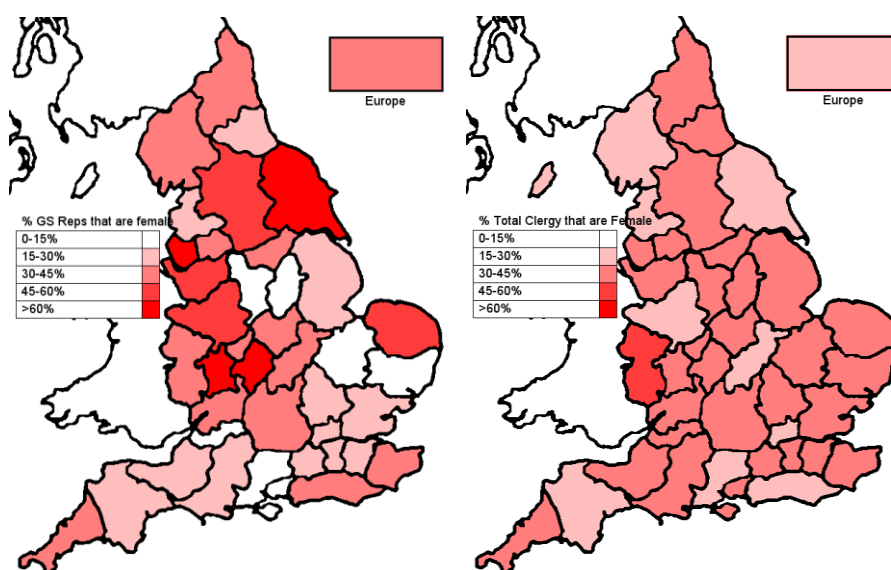 Europe
Europe
% GS Reps that are female
0-15%
15-30%
30-45%
45-60%
>60%
% Total Clergy that are Female
0-15%
15-30%
30-45%
45-60%
>60%